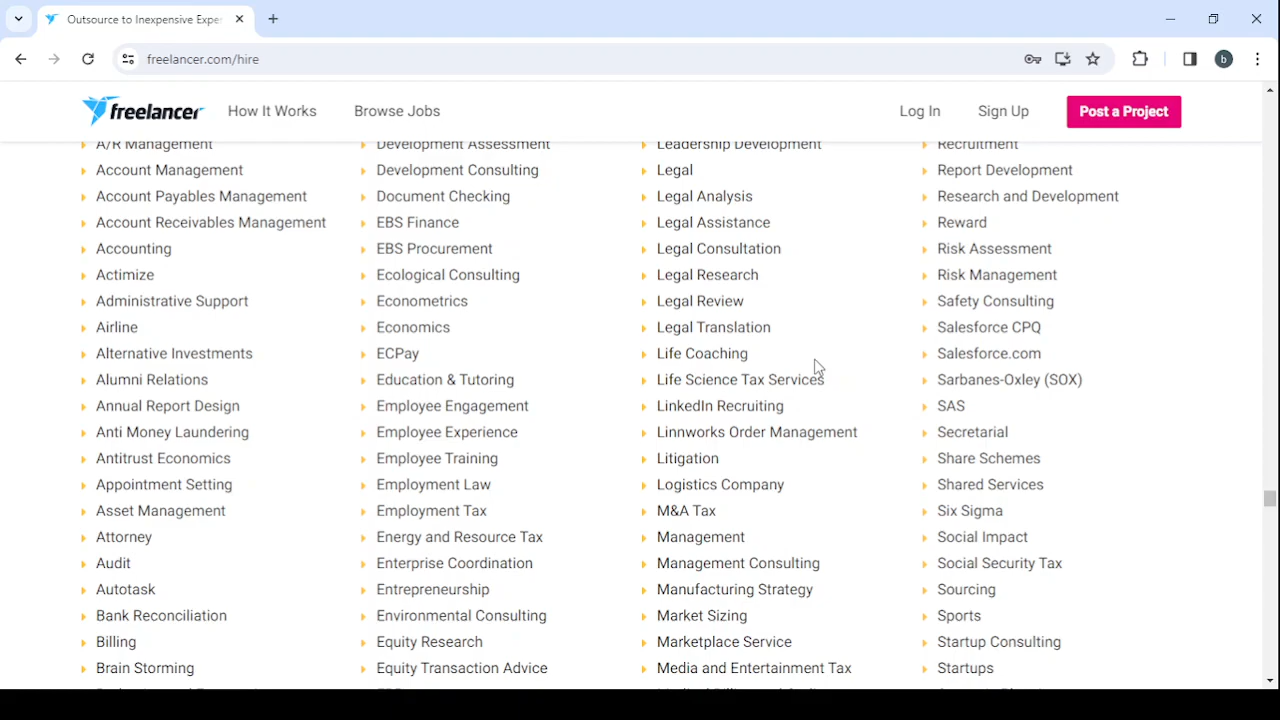 Outsource to Inexpensive Expe
freelancer.com/hire
b
freelancer
How It Works
Browse Jobs
Log In
Sign Up
Post a Project
A/R Management
Account Management
Account Payables Management
Account Receivables Management
Accounting
Actimize
Administrative Support
Airline
Alternative Investments
Alumni Relations
Annual Report Design
Anti Money Laundering
Antitrust Economics
Appointment Setting
Asset Management
Attorney
Audit
Autotask
Bank Reconciliation
Billing
Brain Storming
Development Assessment
Development Consulting
Document Checking
EBS Finance
EBS Procurement
Ecological Consulting
Econometrics
Economics
ECPay
Education & Tutoring
Employee Engagement
Employee Experience
Employee Training
Employment Law
Employment Tax
Energy and Resource Tax
Enterprise Coordination
Entrepreneurship
Environmental Consulting
Equity Research
Equity Transaction Advice
Leadership Development
Legal
Legal Analysis
Legal Assistance
Legal Consultation
Legal Research
Legal Review
Legal Translation
Life Coaching
Life Science Tax Services
LinkedIn Recruiting
Linnworks Order Management
Litigation
Logistics Company
M&A Tax
Management
Management Consulting
Manufacturing Strategy
Market Sizing
Marketplace Service
Media and Entertainment Tax
Recruitment
Report Development
Research and Development
Reward
Risk Assessment
Risk Management
Safety Consulting
Salesforce CPQ
Salesforce.com
Sarbanes-Oxley (SOX)
SAS
Secretarial
Share Schemes
Shared Services
Six Sigma
Social Impact
Social Security Tax
Sourcing
Sports
Startup Consulting
Startups